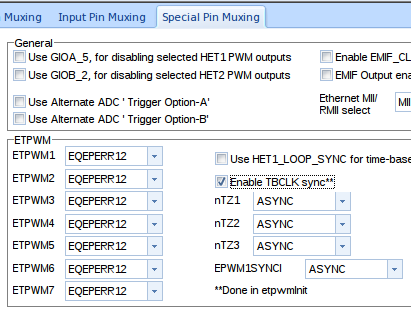 Muxing Input Pin Muxing Special Pin Muxing
General
Use GIOA_5, for disabling selected HET1 PWM outputs Enable EMIF_CL
Use GIOB_2, for disabling selected HET2 PWM outputs EMIF Output ena
Use Alternate ADC ' Trigger Option-A' Ethernet MII/
RMII select MII
Use Alternate ADC ' Trigger Option-B'
ETPWM
ETPWM1 EQEPERR12 Use HET1_LOOP_SYNC for time-base
ETPWM2 EQEPERR12 Enable TBCLK sync**
ETPWM3 EQEPERR12 nTZ1 ASYNC
ETPWM4 EQEPERR12 nTZ2 ASYNC
ETPWM5 EQEPERR12 nTZ3 ASYNC
ETPWM6 EQEPERR12 EPWM1SYNCI ASYNC
ETPWM7 EQEPERR12 **Done in etpwmInit